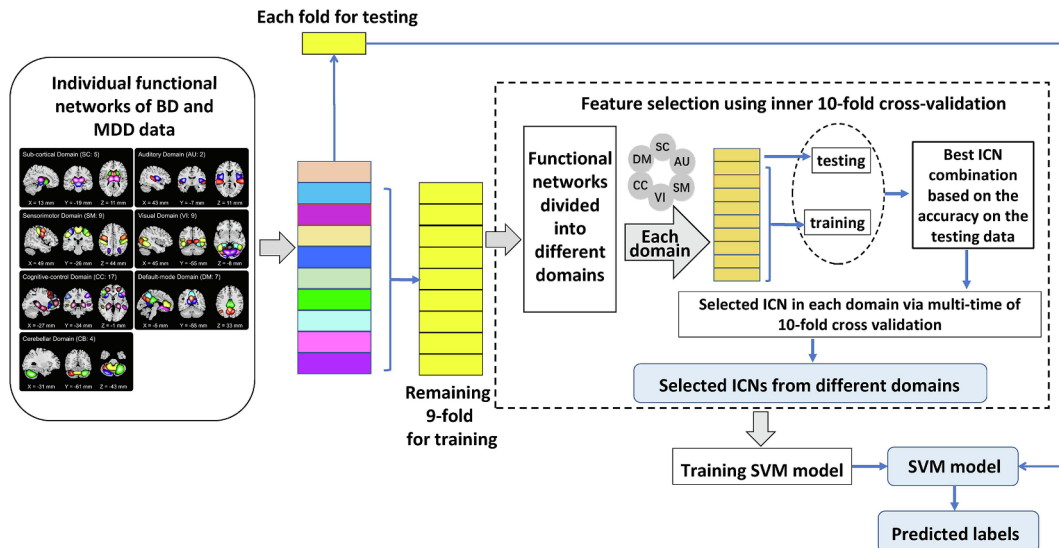 Each fold for testing
Individual functional
networks of BD and
MDD data
Sub-cortical Domain (SC: 5)
X = 13 mm Y = -19 mm Z = 11 mm
Auditory Domain (AU: 2)
X = 43 mm Y = -7 mm Z = 11 mm
Sensorimotor Domain (SM: 9)
X = 49 mm Y = -26 mm Z = 44 mm
Visual Domain (VI: 9)
X = 45 mm Y = -55 mm Z = -8 mm
Cognitive-control Domain (CC: 17)
X = -27 mm Y = -34 mm Z = -1 mm
Default-mode Domain (DM: 7)
X = -5 mm Y = -65 mm Z = 33 mm
Cerebellar Domain (CB: 4)
X = -31 mm Y = -61 mm Z = -43 mm
Remaining
9-fold
for training
Feature selection using inner 10-fold cross-validation
Functional
networks
divided
into
different
domains
SC
DM
AU
CC
SM
VI
Each
domain
testing
training
Best ICN
combination
based on the
accuracy on the
testing data
Selected ICN in each domain via multi-time of
10-fold cross validation
Selected ICNs from different domains
Training SVM model
SVM model
Predicted labels